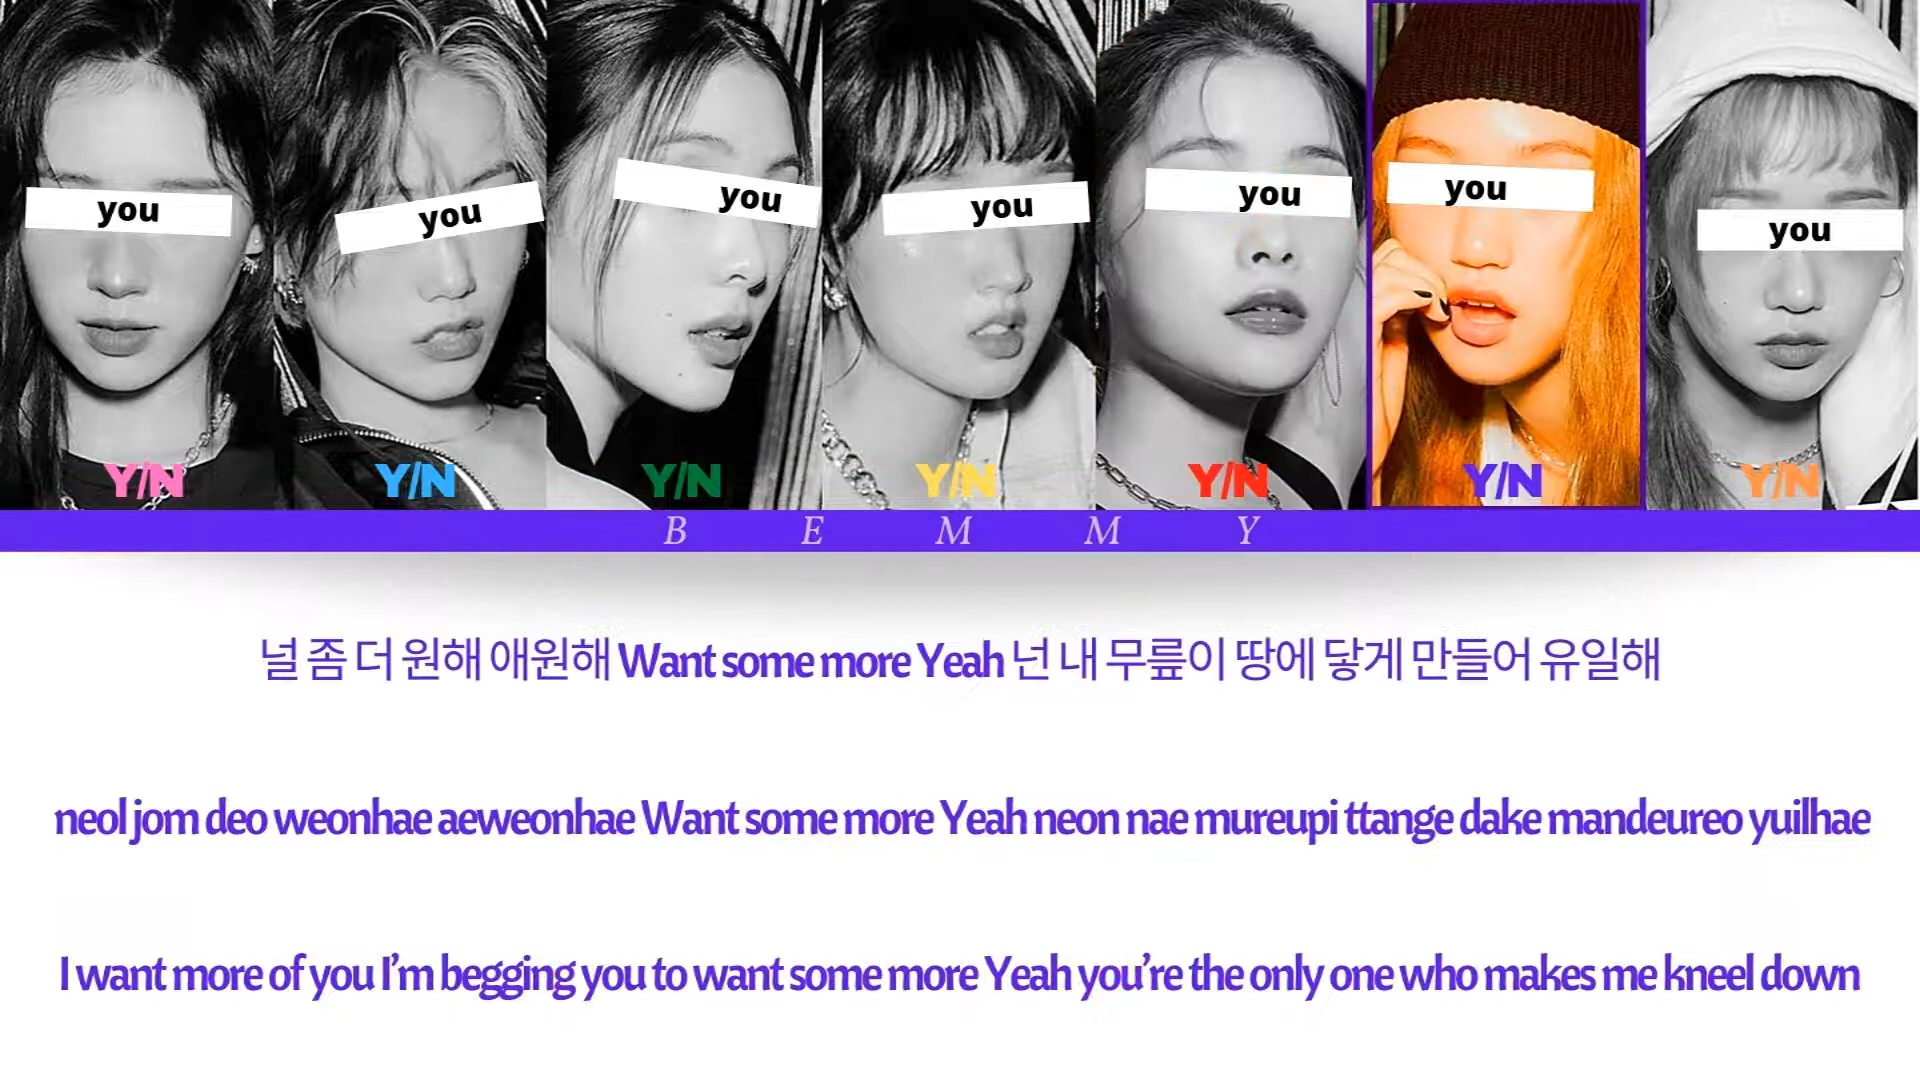 you you you you you you you
Y/N Y/N Y/N Y/N Y/N Y/N Y/N
B E M M Y
널 좀 더 원해 애원해 Want some more Yeah 넌 내 무릎이 땅에 닿게 만들어 유일해
neol jom deo weonhae aeweonhae Want some more Yeah neon nae mureupi ttange dake mandeureo yuilhae
I want more of you I’m begging you to want some more Yeah you’re the only one who makes me kneel down